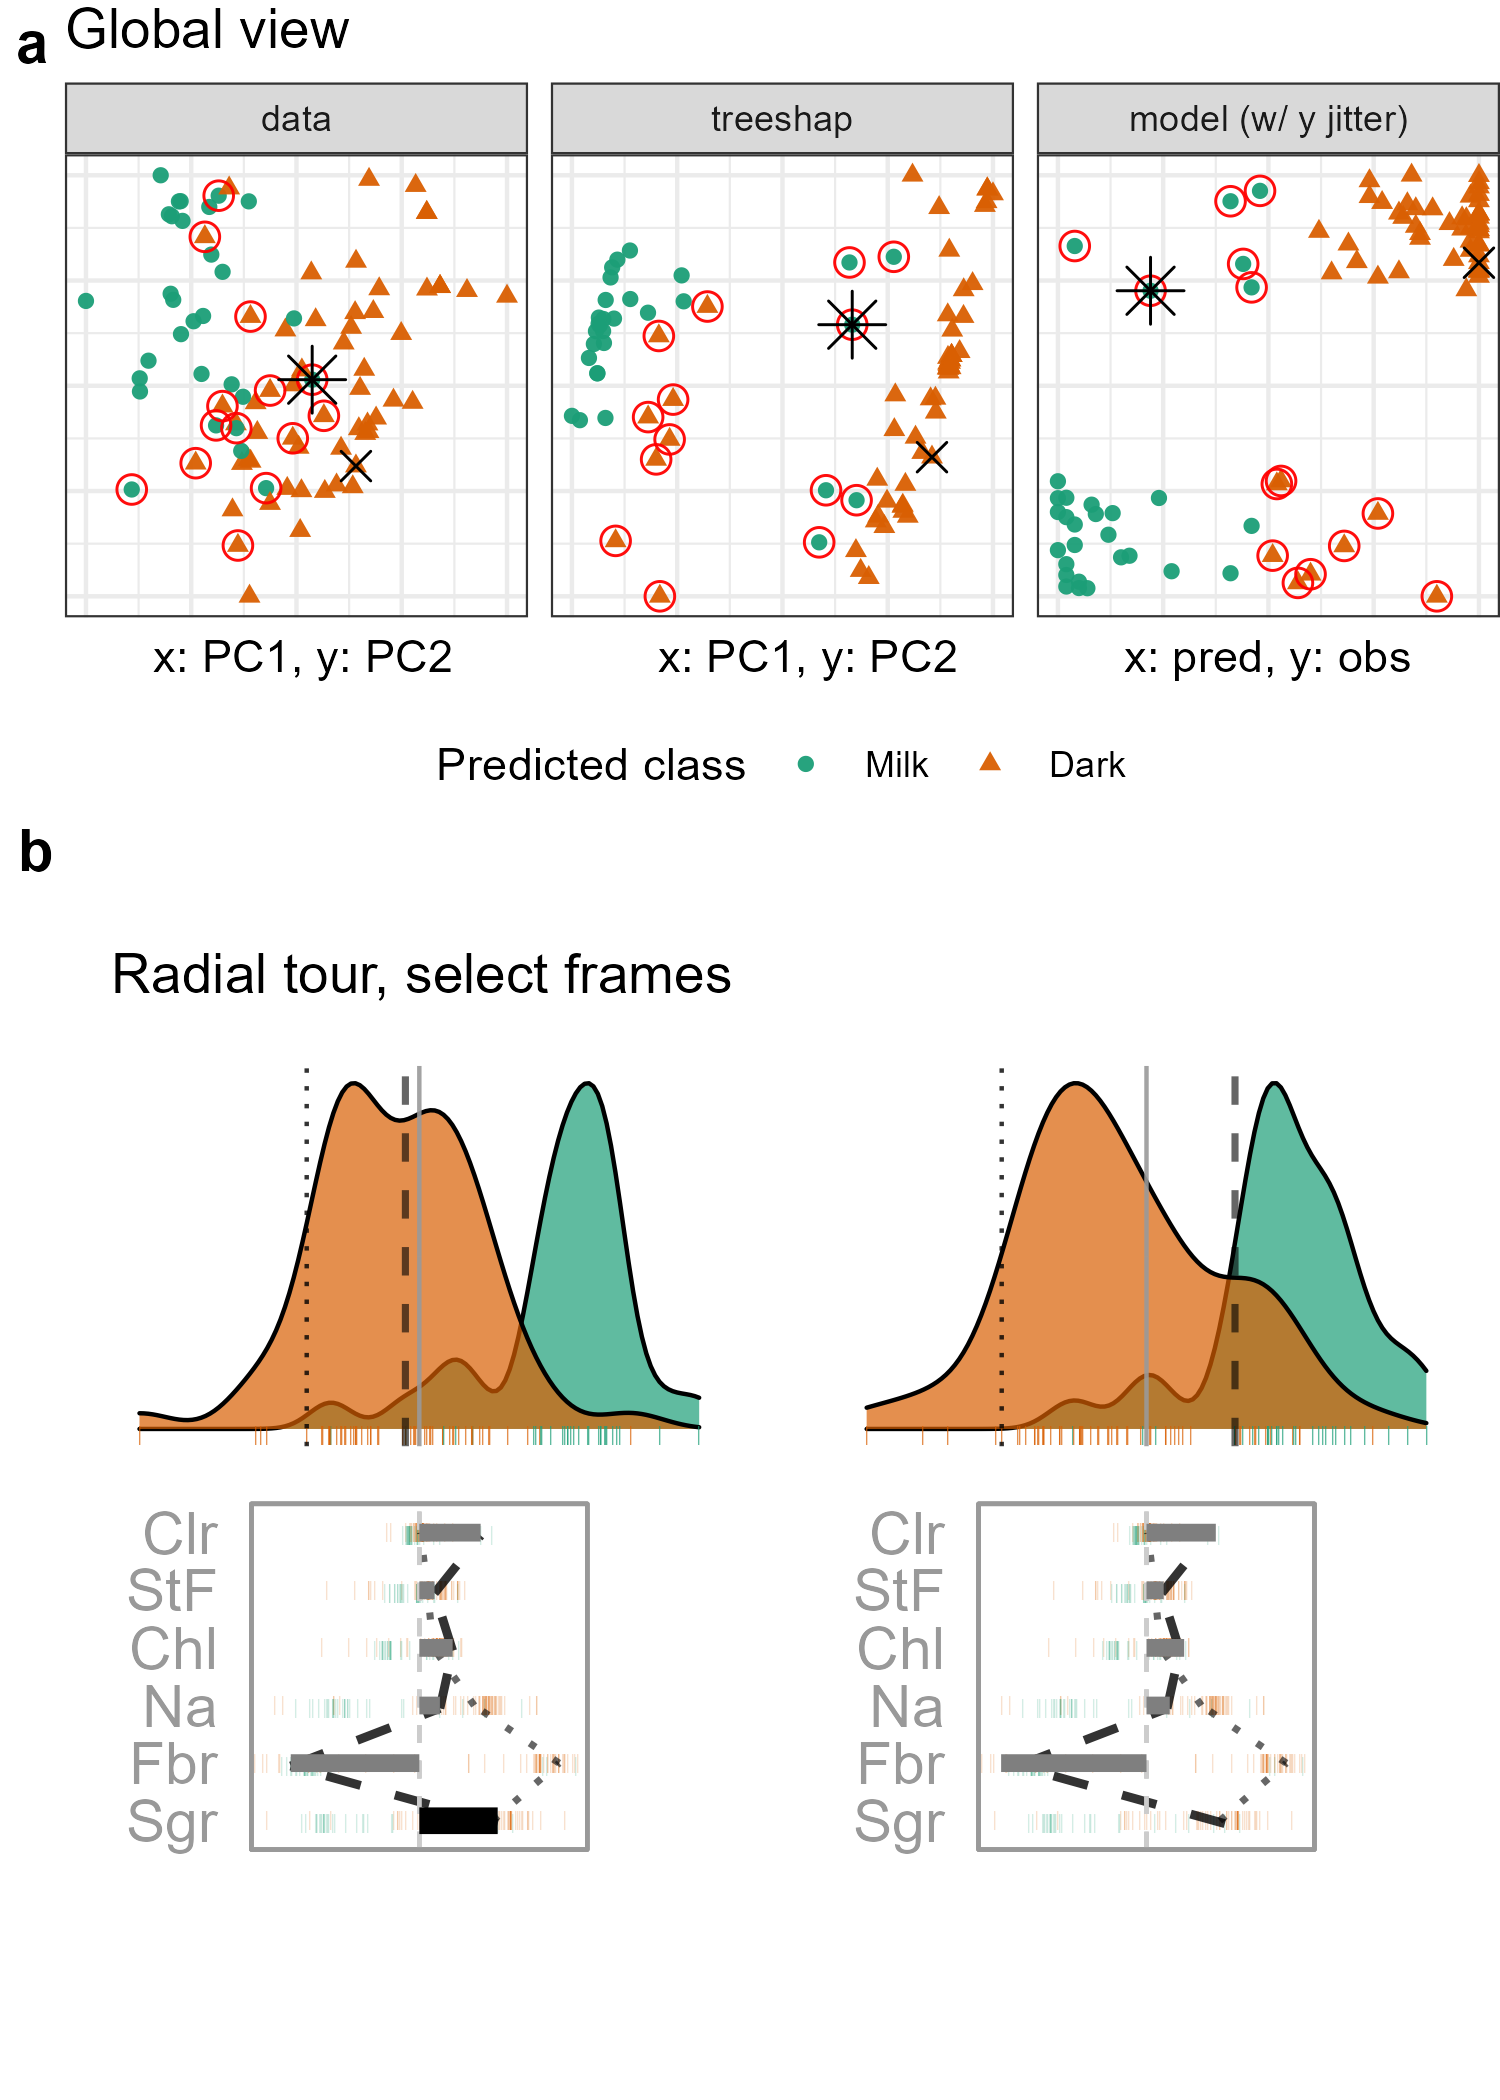 a Global view
data treeshap model (w/ y jitter)
x: PC1, y: PC2 x: PC1, y: PC2 x: pred, y: obs
Predicted class Milk Dark
b
Radial tour, select frames
Clr Clr
StF StF
Chl Chl
Na Na
Fbr Fbr
Sgr Sgr